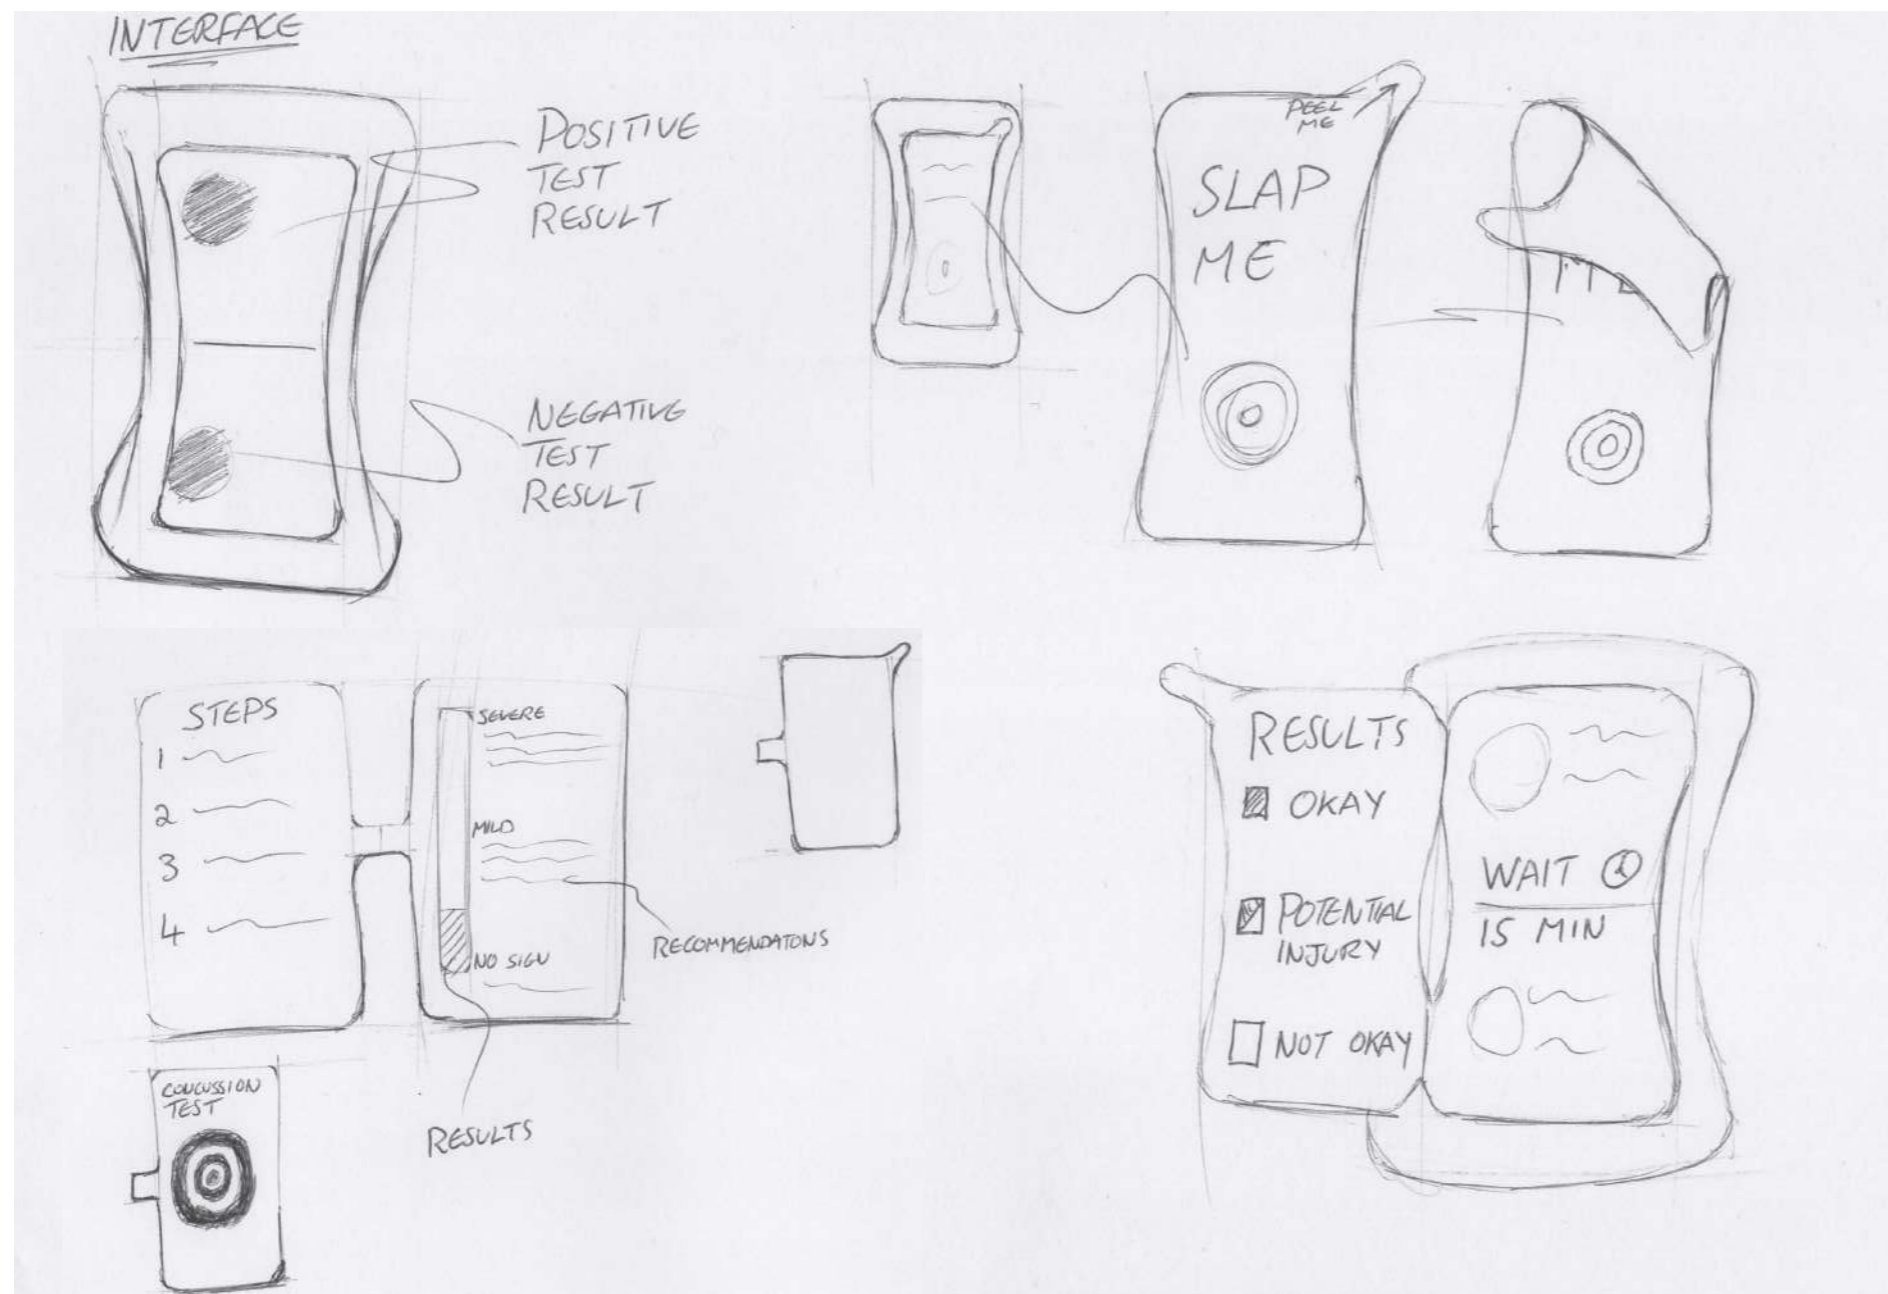 INTERFACE
POSITIVE
TEST
RESULT
NEGATIVE
TEST
RESULT
PEEL
ME
SLAP
ME
STEPS
1
2
3
4
SEVERE
MILD
NO SIGN
RECOMMENDATONS
RESULTS
CONCUSSION
TEST
RESULTS
OKAY
POTENTIAL
INJURY
NOT OKAY
WAIT
15 MIN